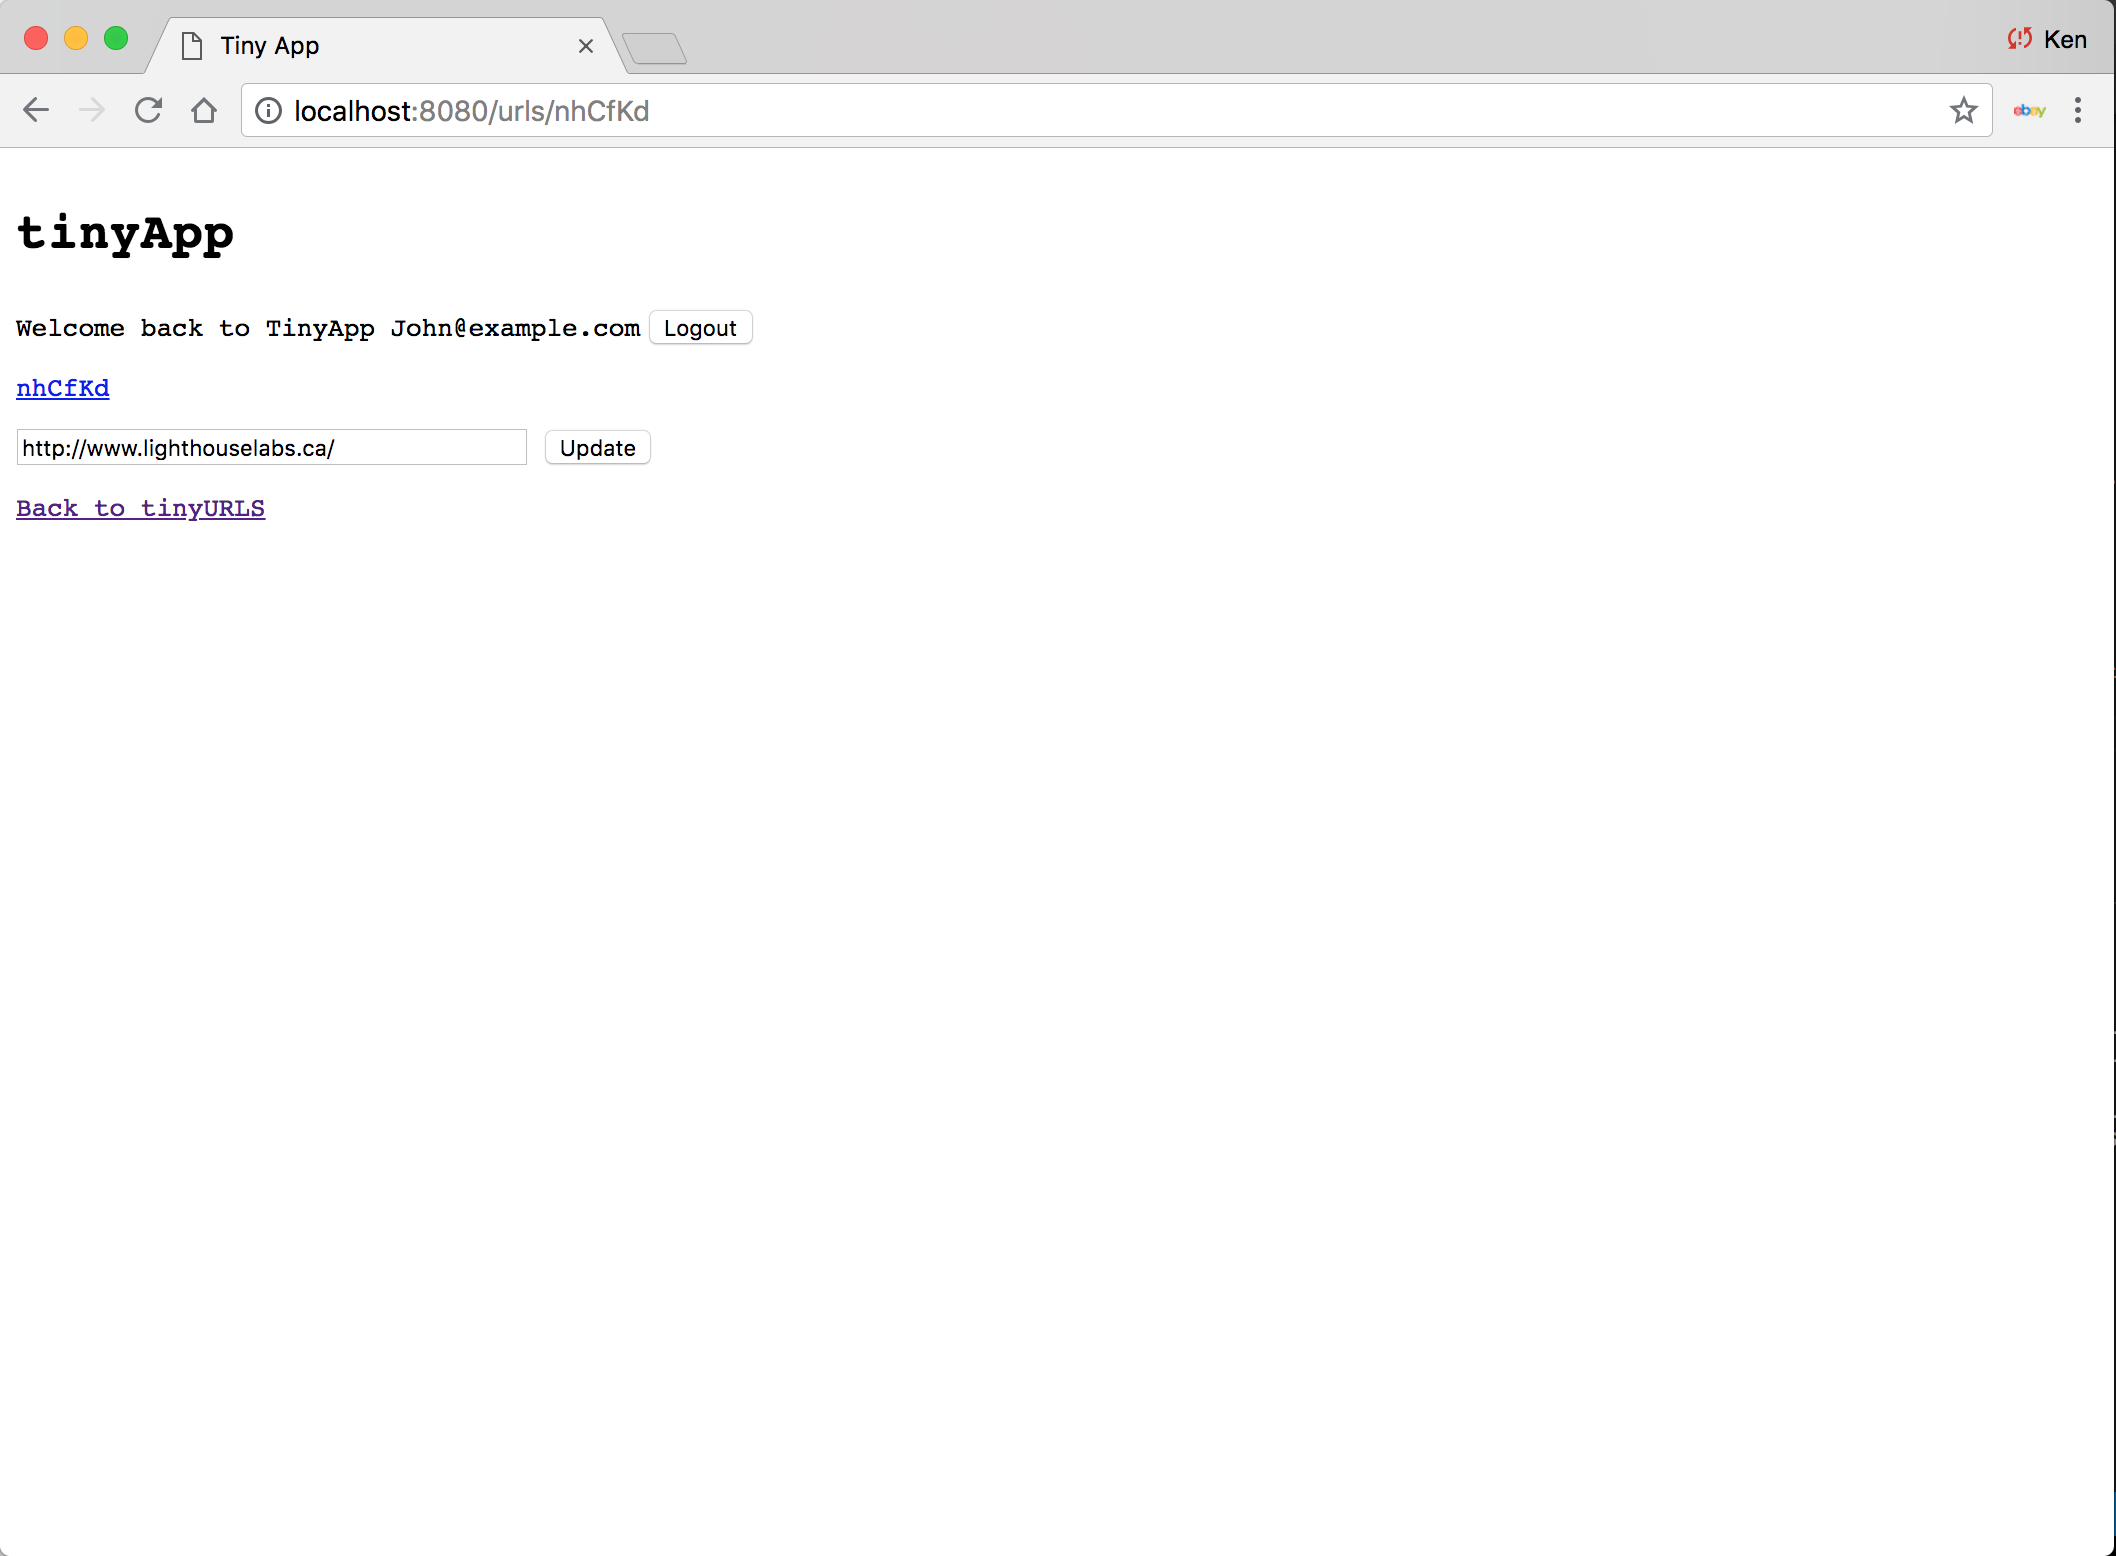 Tiny App
Ken
localhost:8080/urls/nhCfKd
ebay
tinyApp
Welcome back to TinyApp John@example.com Logout
nhCfKd
http://www.lighthouselabs.ca/ Update
Back to tinyURLS